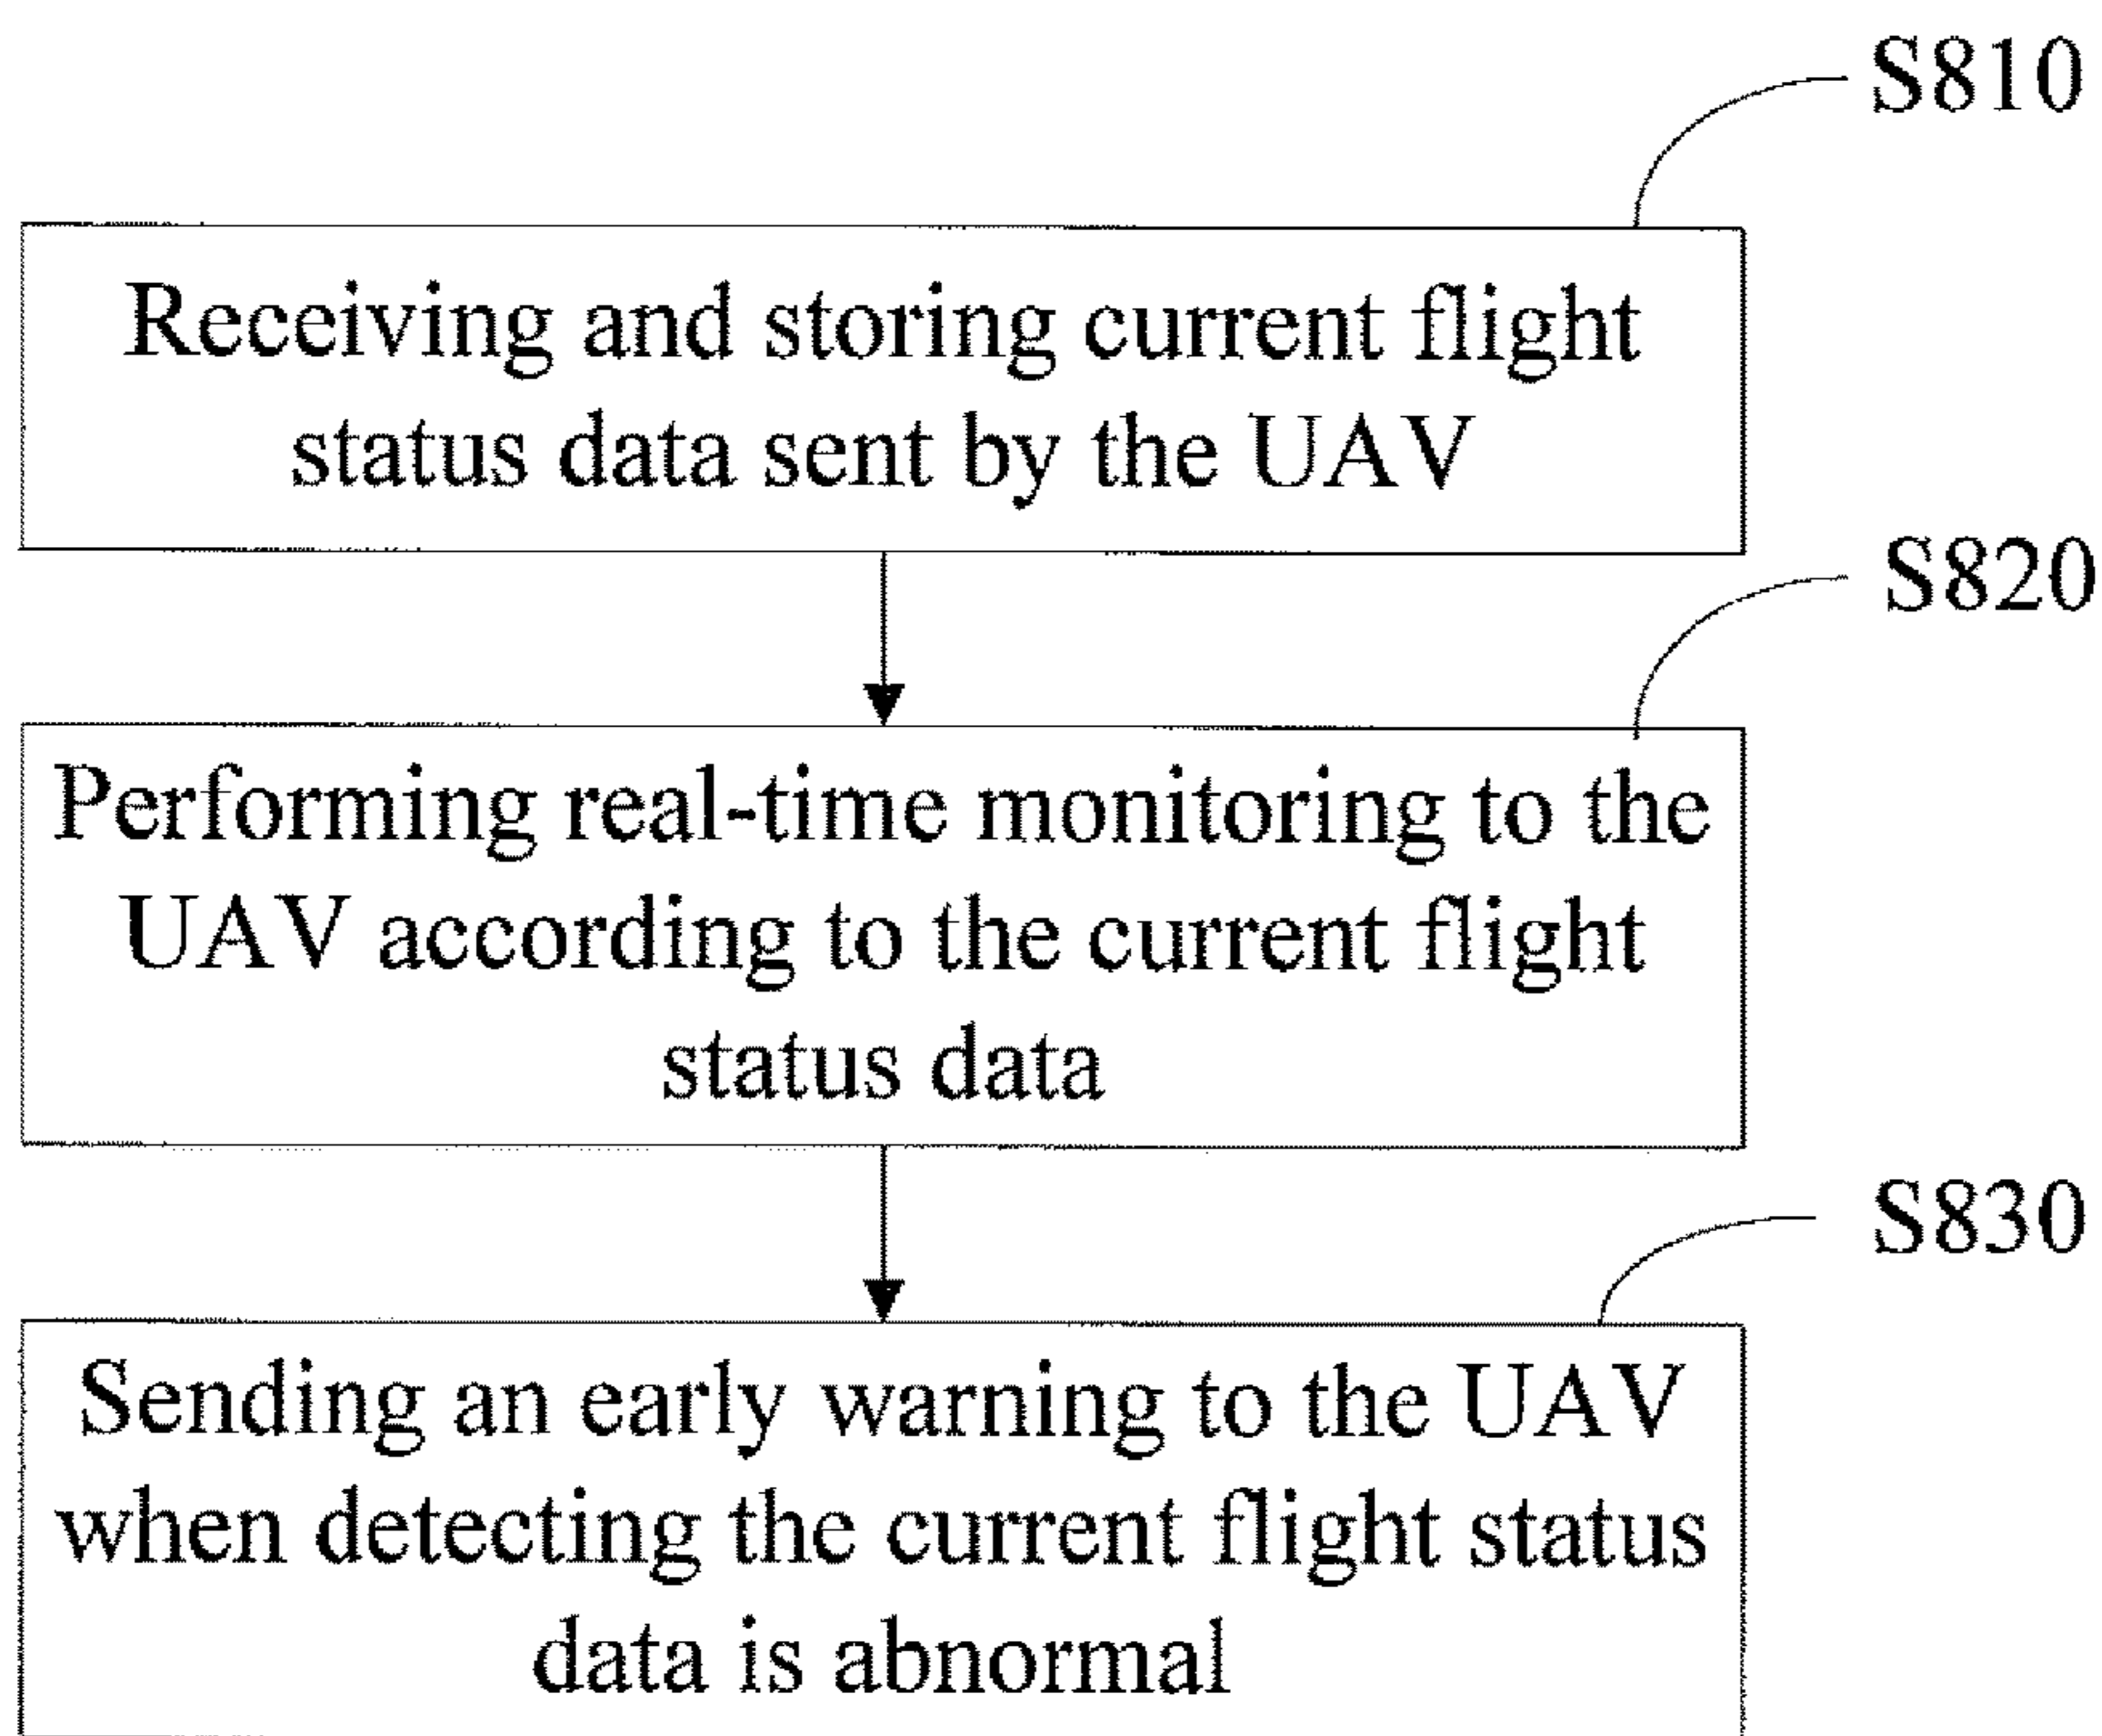 S810
Receiving and storing current flight
status data sent by the UAV
S820
Performing real-time monitoring to the
UAV according to the current flight
status data
S830
Sending an early warning to the UAV
when detecting the current flight status
data is abnormal